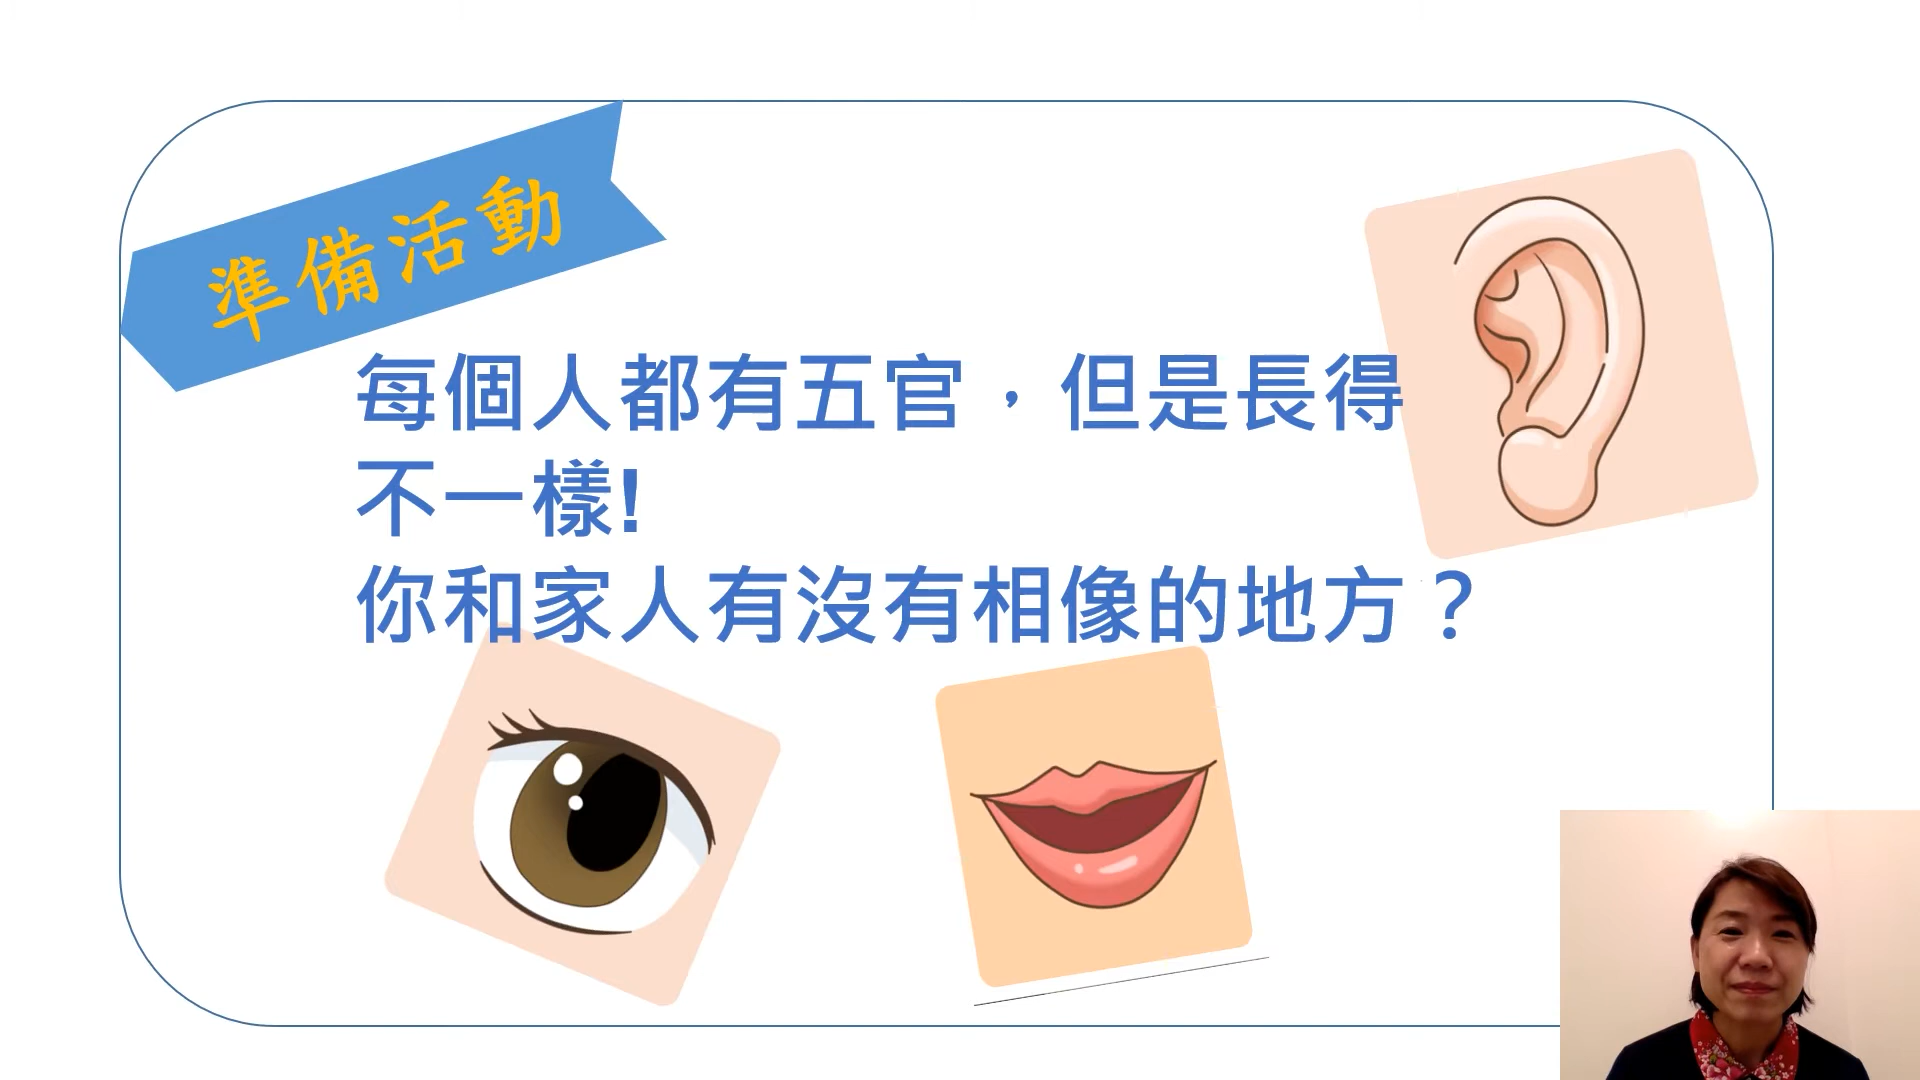 準備活動
每個人都有五官，但是長得
不一樣!
你和家人有沒有相像的地方？